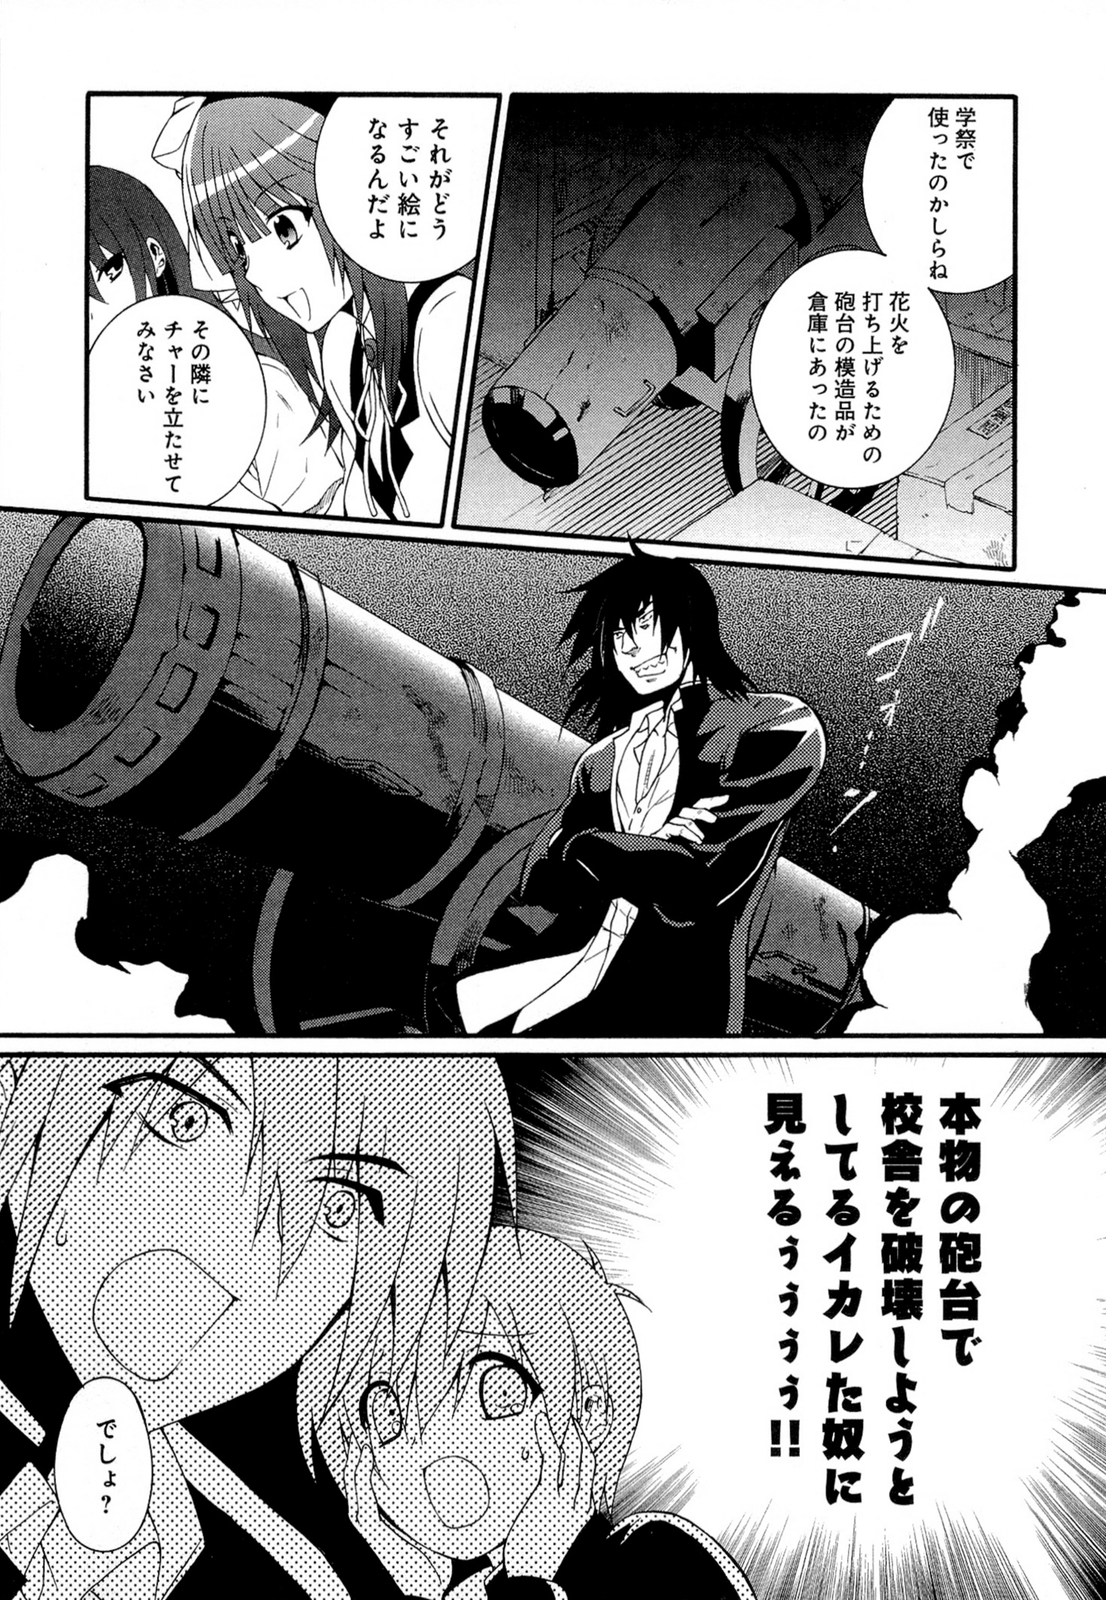 学祭で
使ったのかしらね
花火を
打ち上げるための
砲台の模造品が
倉庫にあったの
それがどう
すごい絵に
なるんだよ
その隣に
チャーを立たせて
みなさい
ゴオオオ…
本物の砲台で
校舎を破壊しようと
してるイカレた奴に
見えるぅぅぅぅ!!
でしょ?